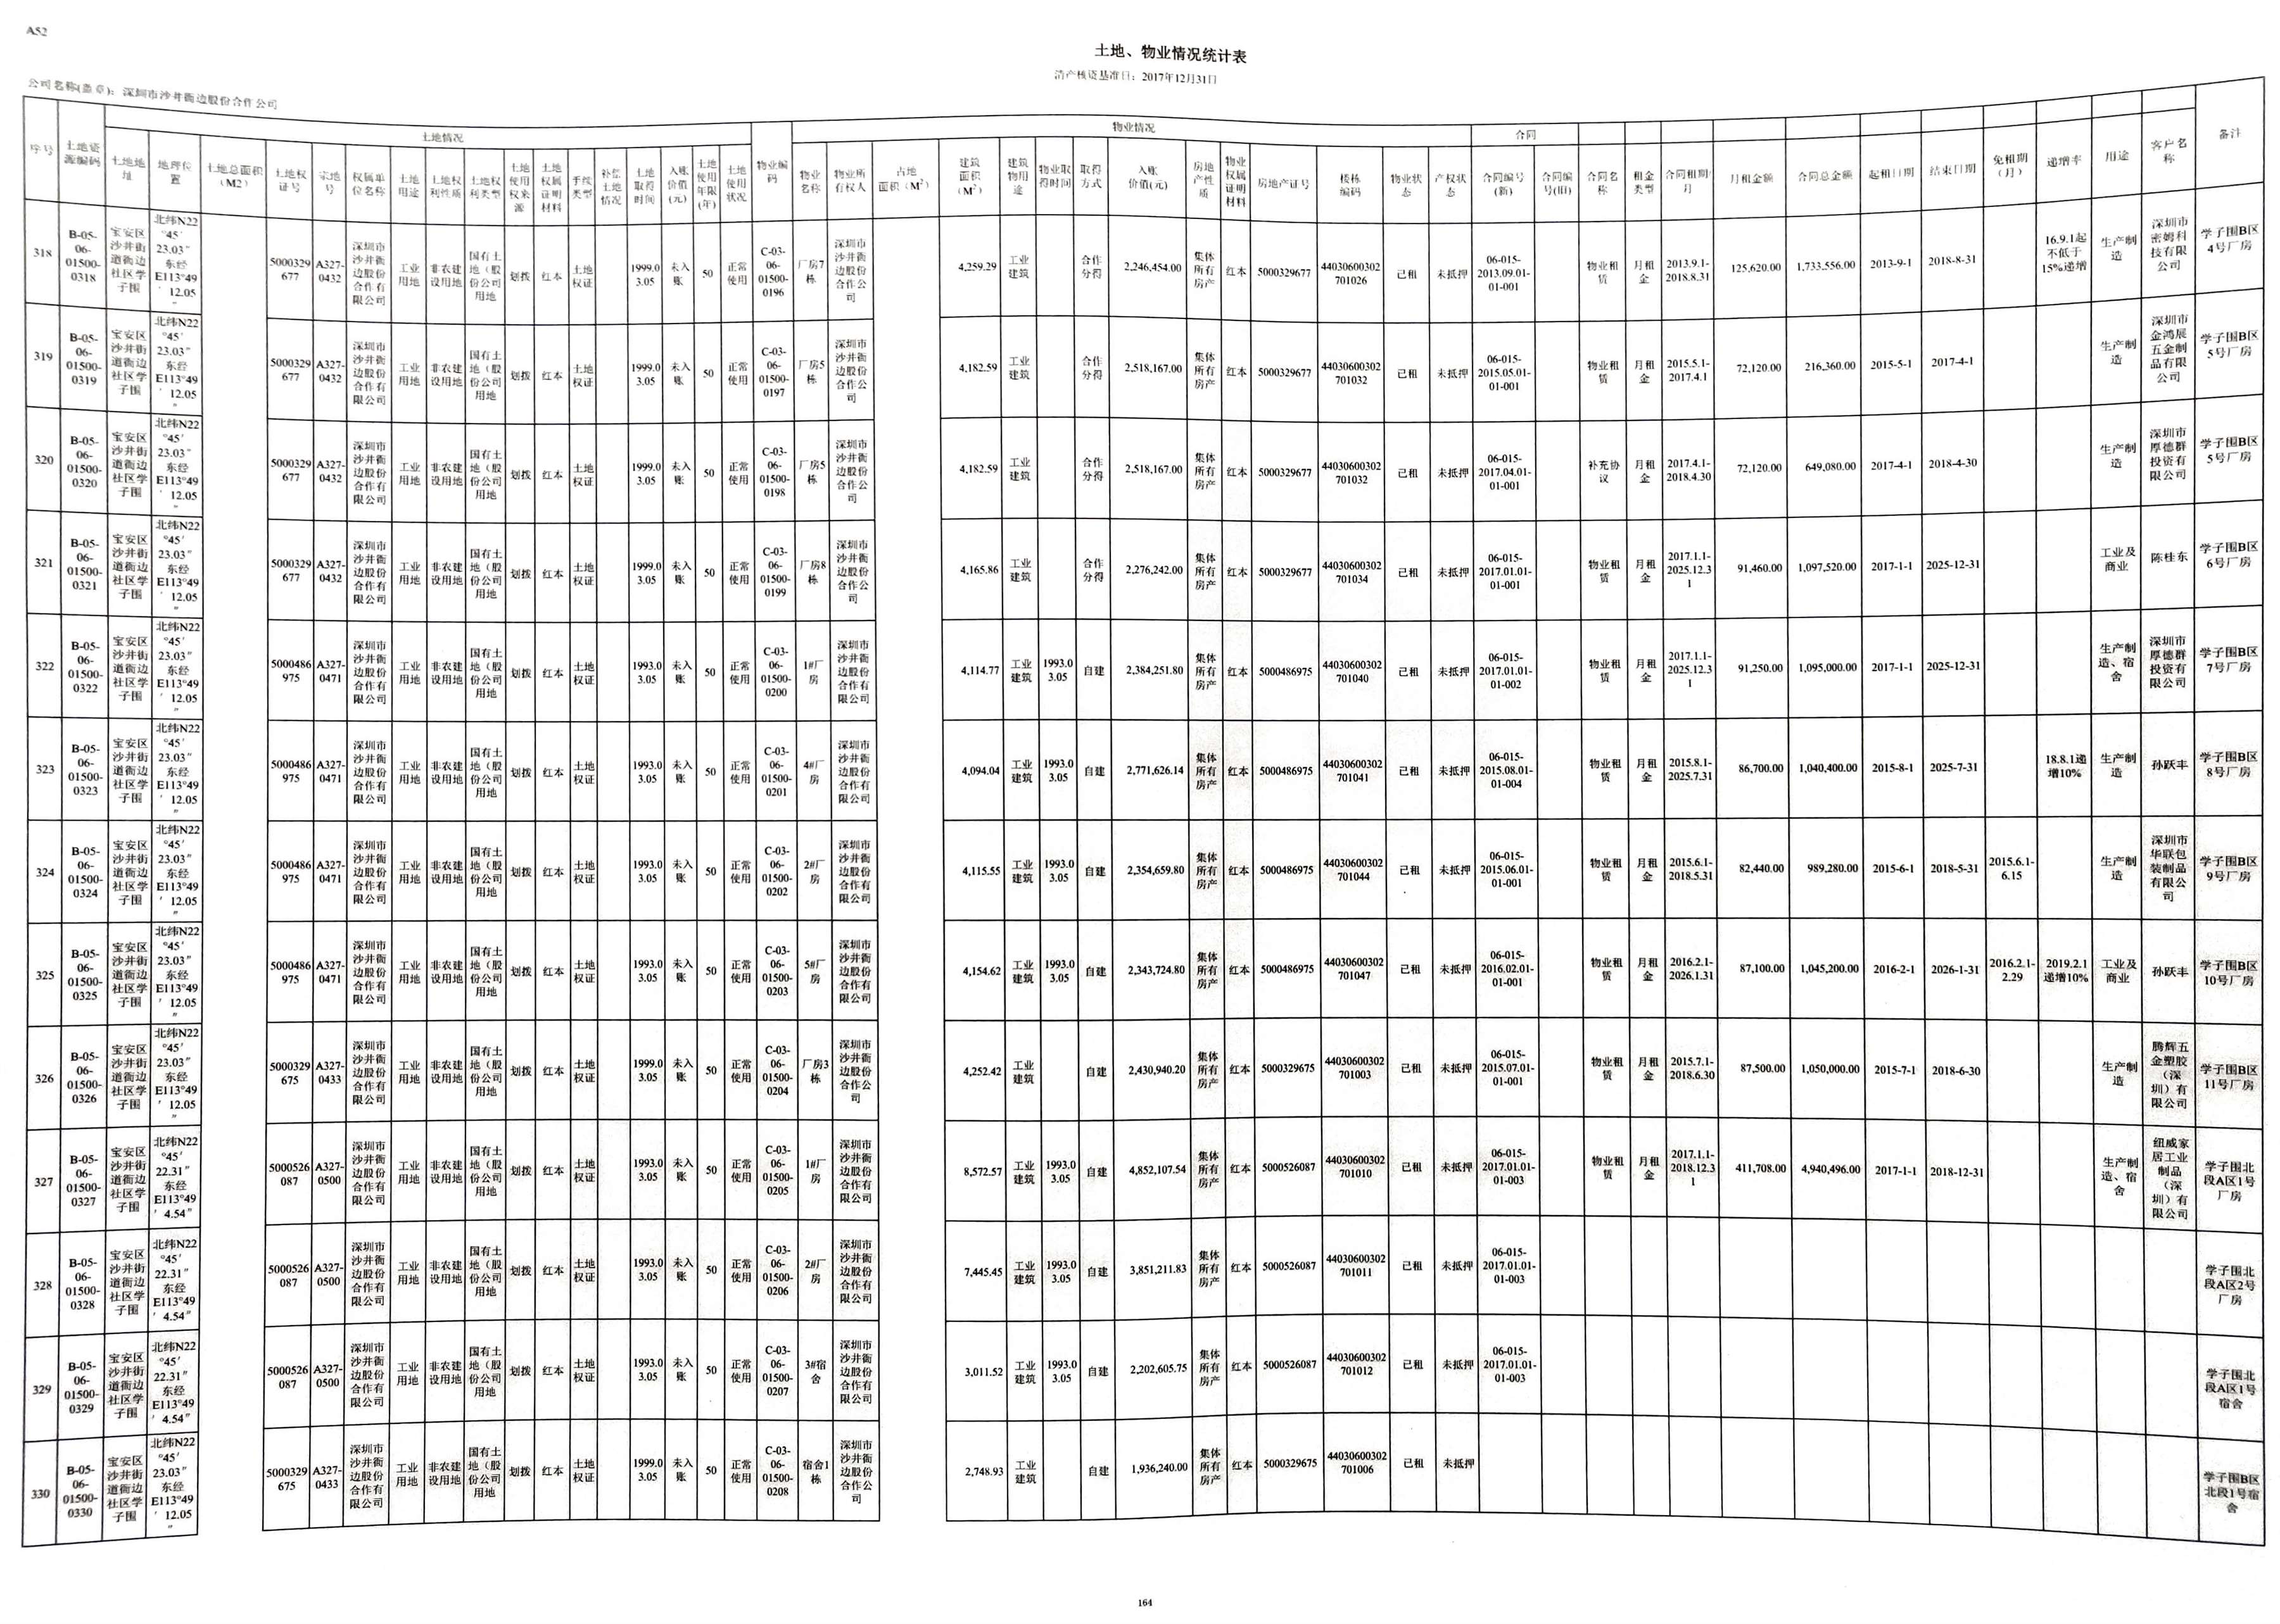 A52
土地、物业情况统计表
清产核资基准日：2017年12月31日
公司名称(盖章)：深圳市沙井衙边股份合作公司
序号 土地资源编码 土地情况 物业编码 物业情况 合同 备注
土地地址 地理位置 土地总面积（M2） 土地权证号 宗地号 权属单位名称 土地用途 土地权利性质 土地权利类型 土地使用权来源 土地权属证明材料 手续类型 补偿土地情况 土地取得时间 入账价值(元) 土地使用年限(年) 土地使用状况 物业名称 物业所有权人 占地面积（M²） 建筑面积（M²） 建筑物用途 物业取得时间 取得方式 入账价值(元) 房地产性质 物业权属证明材料 房地产证号 楼栋编码 物业状态 产权状态 合同编号(新) 合同编号(旧) 合同名称 租金类型 合同租期/月 月租金额 合同总金额 起租日期 结束日期 免租期（月） 递增率 用途 客户名称
318 B-05-06-01500-0318 宝安区沙井街道衙边社区学子围 北纬N22°45′23.03″东经E113°49′12.05″ 5000329677 A327-0432 深圳市沙井衙边股份合作有限公司 工业用地 非农建设用地 国有土地（股份公司用地 划拨 红本 土地权证 1999.03.05 未入账 50 正常使用 C-03-06-01500-0196 厂房7栋 深圳市沙井衙边股份合作公司 4,259.29 工业建筑 合作分得 2,246,454.00 集体所有房产 红本 5000329677 44030600302701026 已租 未抵押 06-015-2013.09.01-01-001 物业租赁 月租金 2013.9.1-2018.8.31 125,620.00 1,733,556.00 2013-9-1 2018-8-31 16.9.1起不低于15%递增 生产制造 深圳市密姆科技有限公司 学子围B区4号厂房
319 B-05-06-01500-0319 宝安区沙井街道衙边社区学子围 北纬N22°45′23.03″东经E113°49′12.05″ 5000329677 A327-0432 深圳市沙井衙边股份合作有限公司 工业用地 非农建设用地 国有土地（股份公司用地 划拨 红本 土地权证 1999.03.05 未入账 50 正常使用 C-03-06-01500-0197 厂房5栋 深圳市沙井衙边股份合作公司 4,182.59 工业建筑 合作分得 2,518,167.00 集体所有房产 红本 5000329677 44030600302701032 已租 未抵押 06-015-2015.05.01-01-001 物业租赁 月租金 2015.5.1-2017.4.1 72,120.00 216,360.00 2015-5-1 2017-4-1 生产制造 深圳市金鸿展五金制品有限公司 学子围B区5号厂房
320 B-05-06-01500-0320 宝安区沙井街道衙边社区学子围 北纬N22°45′23.03″东经E113°49′12.05″ 5000329677 A327-0432 深圳市沙井衙边股份合作有限公司 工业用地 非农建设用地 国有土地（股份公司用地 划拨 红本 土地权证 1999.03.05 未入账 50 正常使用 C-03-06-01500-0198 厂房5栋 深圳市沙井衙边股份合作公司 4,182.59 工业建筑 合作分得 2,518,167.00 集体所有房产 红本 5000329677 44030600302701032 已租 未抵押 06-015-2017.04.01-01-001 补充协议 月租金 2017.4.1-2018.4.30 72,120.00 649,080.00 2017-4-1 2018-4-30 生产制造 深圳市厚德群投资有限公司 学子围B区5号厂房
321 B-05-06-01500-0321 宝安区沙井街道衙边社区学子围 北纬N22°45′23.03″东经E113°49′12.05″ 5000329677 A327-0432 深圳市沙井衙边股份合作有限公司 工业用地 非农建设用地 国有土地（股份公司用地 划拨 红本 土地权证 1999.03.05 未入账 50 正常使用 C-03-06-01500-0199 厂房8栋 深圳市沙井衙边股份合作公司 4,165.86 工业建筑 合作分得 2,276,242.00 集体所有房产 红本 5000329677 44030600302701034 已租 未抵押 06-015-2017.01.01-01-001 物业租赁 月租金 2017.1.1-2025.12.31 91,460.00 1,097,520.00 2017-1-1 2025-12-31 工业及商业 陈桂东 学子围B区6号厂房
322 B-05-06-01500-0322 宝安区沙井街道衙边社区学子围 北纬N22°45′23.03″东经E113°49′12.05″ 5000486975 A327-0471 深圳市沙井衙边股份合作有限公司 工业用地 非农建设用地 国有土地（股份公司用地 划拨 红本 土地权证 1993.03.05 未入账 50 正常使用 C-03-06-01500-0200 1#厂房 深圳市沙井衙边股份合作有限公司 4,114.77 工业建筑 1993.03.05 自建 2,384,251.80 集体所有房产 红本 5000486975 44030600302701040 已租 未抵押 06-015-2017.01.01-01-002 物业租赁 月租金 2017.1.1-2025.12.31 91,250.00 1,095,000.00 2017-1-1 2025-12-31 生产制造、宿舍 深圳市厚德群投资有限公司 学子围B区7号厂房
323 B-05-06-01500-0323 宝安区沙井街道衙边社区学子围 北纬N22°45′23.03″东经E113°49′12.05″ 5000486975 A327-0471 深圳市沙井衙边股份合作有限公司 工业用地 非农建设用地 国有土地（股份公司用地 划拨 红本 土地权证 1993.03.05 未入账 50 正常使用 C-03-06-01500-0201 4#厂房 深圳市沙井衙边股份合作有限公司 4,094.04 工业建筑 1993.03.05 自建 2,771,626.14 集体所有房产 红本 5000486975 44030600302701041 已租 未抵押 06-015-2015.08.01-01-004 物业租赁 月租金 2015.8.1-2025.7.31 86,700.00 1,040,400.00 2015-8-1 2025-7-31 18.8.1递增10% 生产制造 孙跃丰 学子围B区8号厂房
324 B-05-06-01500-0324 宝安区沙井街道衙边社区学子围 北纬N22°45′23.03″东经E113°49′12.05″ 5000486975 A327-0471 深圳市沙井衙边股份合作有限公司 工业用地 非农建设用地 国有土地（股份公司用地 划拨 红本 土地权证 1993.03.05 未入账 50 正常使用 C-03-06-01500-0202 2#厂房 深圳市沙井衙边股份合作有限公司 4,115.55 工业建筑 1993.03.05 自建 2,354,659.80 集体所有房产 红本 5000486975 44030600302701044 已租 未抵押 06-015-2015.06.01-01-001 物业租赁 月租金 2015.6.1-2018.5.31 82,440.00 989,280.00 2015-6-1 2018-5-31 2015.6.1-6.15 生产制造 深圳市华联包装制品有限公司 学子围B区9号厂房
325 B-05-06-01500-0325 宝安区沙井街道衙边社区学子围 北纬N22°45′23.03″东经E113°49′12.05″ 5000486975 A327-0471 深圳市沙井衙边股份合作有限公司 工业用地 非农建设用地 国有土地（股份公司用地 划拨 红本 土地权证 1993.03.05 未入账 50 正常使用 C-03-06-01500-0203 5#厂房 深圳市沙井衙边股份合作有限公司 4,154.62 工业建筑 1993.03.05 自建 2,343,724.80 集体所有房产 红本 5000486975 44030600302701047 已租 未抵押 06-015-2016.02.01-01-001 物业租赁 月租金 2016.2.1-2026.1.31 87,100.00 1,045,200.00 2016-2-1 2026-1-31 2016.2.1-2.29 2019.2.1递增10% 工业及商业 孙跃丰 学子围B区10号厂房
326 B-05-06-01500-0326 宝安区沙井街道衙边社区学子围 北纬N22°45′23.03″东经E113°49′12.05″ 5000329675 A327-0433 深圳市沙井衙边股份合作有限公司 工业用地 非农建设用地 国有土地（股份公司用地 划拨 红本 土地权证 1999.03.05 未入账 50 正常使用 C-03-06-01500-0204 厂房3栋 深圳市沙井衙边股份合作公司 4,252.42 工业建筑 自建 2,430,940.20 集体所有房产 红本 5000329675 44030600302701003 已租 未抵押 06-015-2015.07.01-01-001 物业租赁 月租金 2015.7.1-2018.6.30 87,500.00 1,050,000.00 2015-7-1 2018-6-30 生产制造 腾辉五金塑胶（深圳）有限公司 学子围B区11号厂房
327 B-05-06-01500-0327 宝安区沙井街道衙边社区学子围 北纬N22°45′22.31″东经E113°49′4.54″ 5000526087 A327-0500 深圳市沙井衙边股份合作有限公司 工业用地 非农建设用地 国有土地（股份公司用地 划拨 红本 土地权证 1993.03.05 未入账 50 正常使用 C-03-06-01500-0205 1#厂房 深圳市沙井衙边股份合作有限公司 8,572.57 工业建筑 1993.03.05 自建 4,852,107.54 集体所有房产 红本 5000526087 44030600302701010 已租 未抵押 06-015-2017.01.01-01-003 物业租赁 月租金 2017.1.1-2018.12.31 411,708.00 4,940,496.00 2017-1-1 2018-12-31 生产制造、宿舍 纽威家居工业制品（深圳）有限公司 学子围北段A区1号厂房
328 B-05-06-01500-0328 宝安区沙井街道衙边社区学子围 北纬N22°45′22.31″东经E113°49′4.54″ 5000526087 A327-0500 深圳市沙井衙边股份合作有限公司 工业用地 非农建设用地 国有土地（股份公司用地 划拨 红本 土地权证 1993.03.05 未入账 50 正常使用 C-03-06-01500-0206 2#厂房 深圳市沙井衙边股份合作有限公司 7,445.45 工业建筑 1993.03.05 自建 3,851,211.83 集体所有房产 红本 5000526087 44030600302701011 已租 未抵押 06-015-2017.01.01-01-003 学子围北段A区2号厂房
329 B-05-06-01500-0329 宝安区沙井街道衙边社区学子围 北纬N22°45′22.31″东经E113°49′4.54″ 5000526087 A327-0500 深圳市沙井衙边股份合作有限公司 工业用地 非农建设用地 国有土地（股份公司用地 划拨 红本 土地权证 1993.03.05 未入账 50 正常使用 C-03-06-01500-0207 3#宿舍 深圳市沙井衙边股份合作有限公司 3,011.52 工业建筑 1993.03.05 自建 2,202,605.75 集体所有房产 红本 5000526087 44030600302701012 已租 未抵押 06-015-2017.01.01-01-003 学子围北段A区1号宿舍
330 B-05-06-01500-0330 宝安区沙井街道衙边社区学子围 北纬N22°45′23.03″东经E113°49′12.05″ 5000329675 A327-0433 深圳市沙井衙边股份合作有限公司 工业用地 非农建设用地 国有土地（股份公司用地 划拨 红本 土地权证 1999.03.05 未入账 50 正常使用 C-03-06-01500-0208 宿舍1栋 深圳市沙井衙边股份合作公司 2,748.93 工业建筑 自建 1,936,240.00 集体所有房产 红本 5000329675 44030600302701006 已租 未抵押 学子围B区北段1号宿舍
164